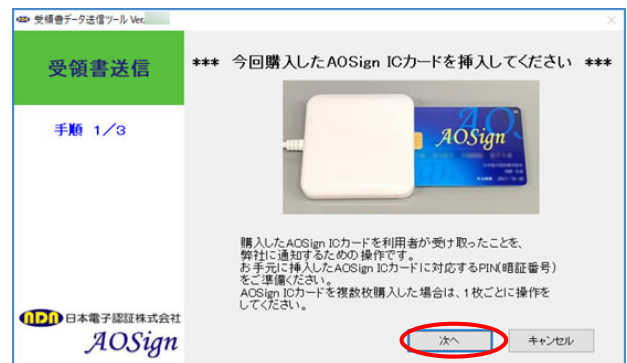 受領書データ送信ツール Ver.
受領書送信
*** 今回購入したAOSign ICカードを挿入してください ***
手順 1/3
AOSign
購入したAOSign ICカードを利用者が受け取ったことを、
弊社に通知するための操作です。
お手元に挿入したAOSign ICカードに対応するPIN(暗証番号)
をご準備ください。
AOSign ICカードを複数枚購入した場合は、1枚ごとに操作を
してください。
NDN 日本電子認証株式会社
AOSign
次へ
キャンセル